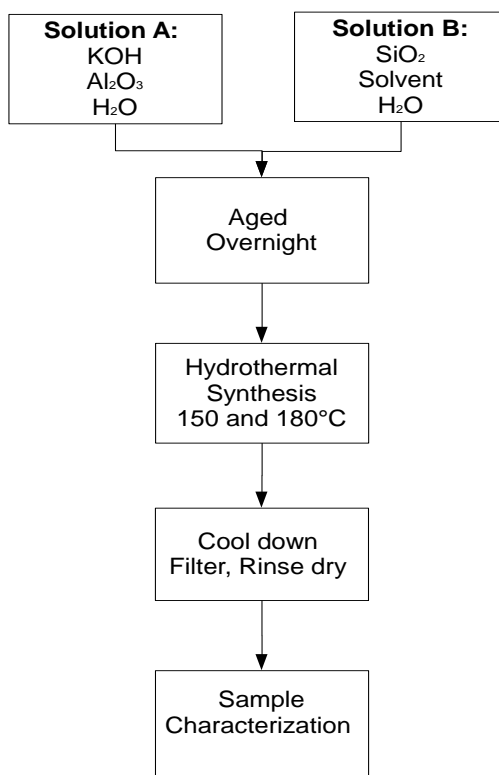 Solution A:
KOH
Al₂O₃
H₂O
Solution B:
SiO₂
Solvent
H₂O
Aged
Overnight
Hydrothermal
Synthesis
150 and 180°C
Cool down
Filter, Rinse dry
Sample
Characterization